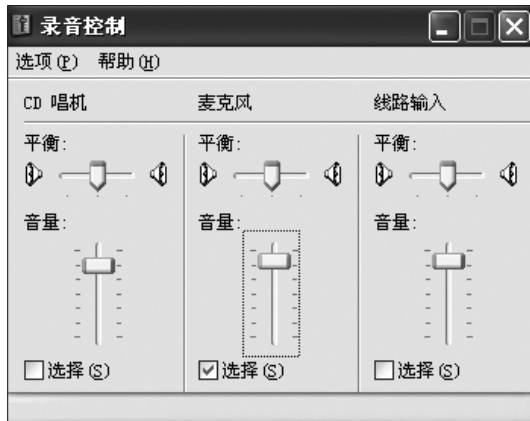 录音控制
选项(P) 帮助(H)
CD 唱机 麦克风 线路输入
平衡: 平衡: 平衡:
音量: 音量: 音量:
选择(S) 选择(S) 选择(S)